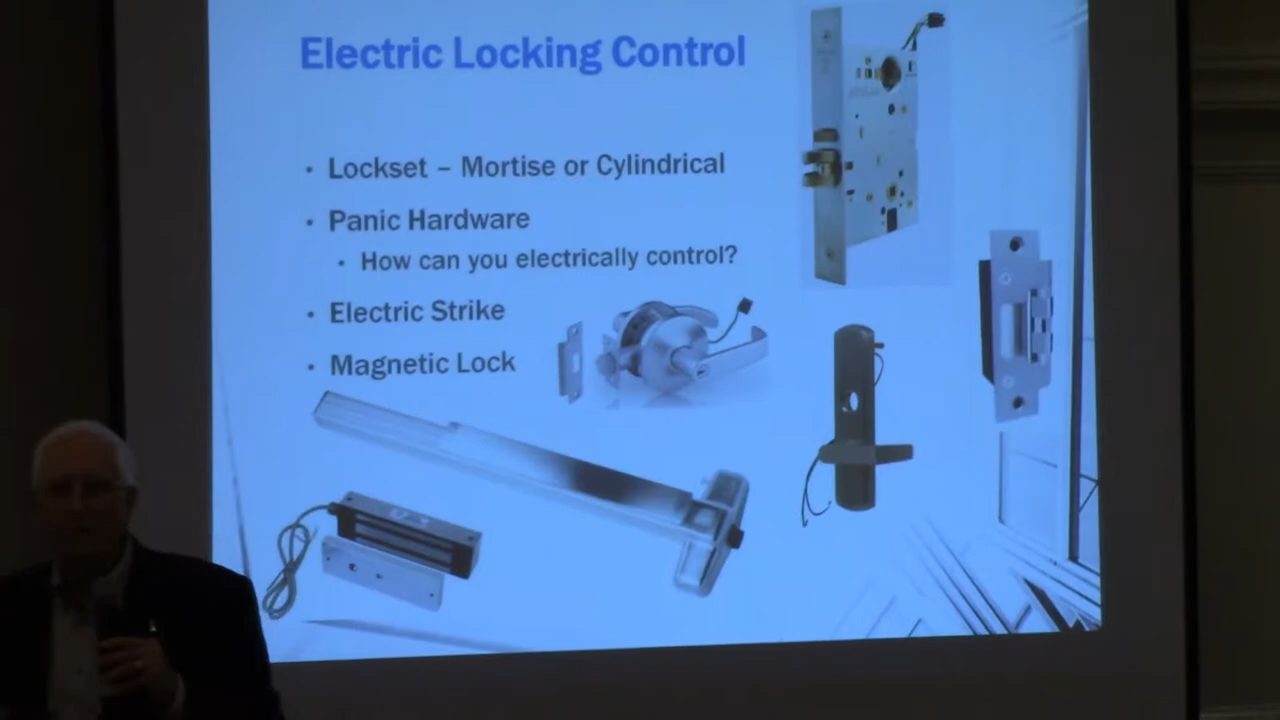 Electric Locking Control
• Lockset – Mortise or Cylindrical
• Panic Hardware
• How can you electrically control?
• Electric Strike
• Magnetic Lock